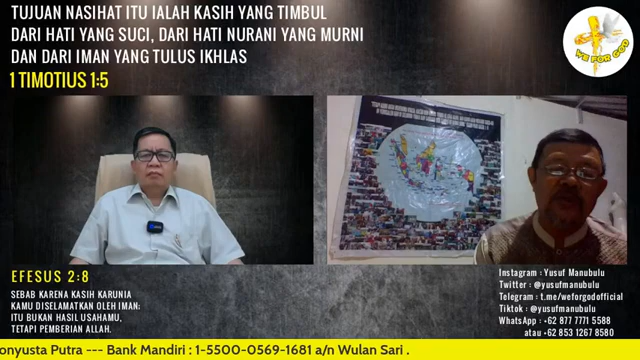 TUJUAN NASIHAT ITU IALAH KASIH YANG TIMBUL
DARI HATI YANG SUCI, DARI HATI NURANI YANG MURNI
DAN DARI IMAN YANG TULUS IKHLAS
1 TIMOTIUS 1:5
WE FOR GOD
EFESUS 2:8
SEBAB KARENA KASIH KARUNIA
KAMU DISELAMATKAN OLEH IMAN;
ITU BUKAN HASIL USAHAMU,
TETAPI PEMBERIAN ALLAH.
Instagram : Yusuf Manubulu
Twitter : @yusufmanubulu
Telegram : t.me/weforgodofficial
Tiktok : @yusufmanubulu
WhatsApp : +62 877 7771 5588
atau +62 853 1267 8580
onyusta Putra --- Bank Mandiri : 1-5500-0569-1681 a/n Wulan Sari .